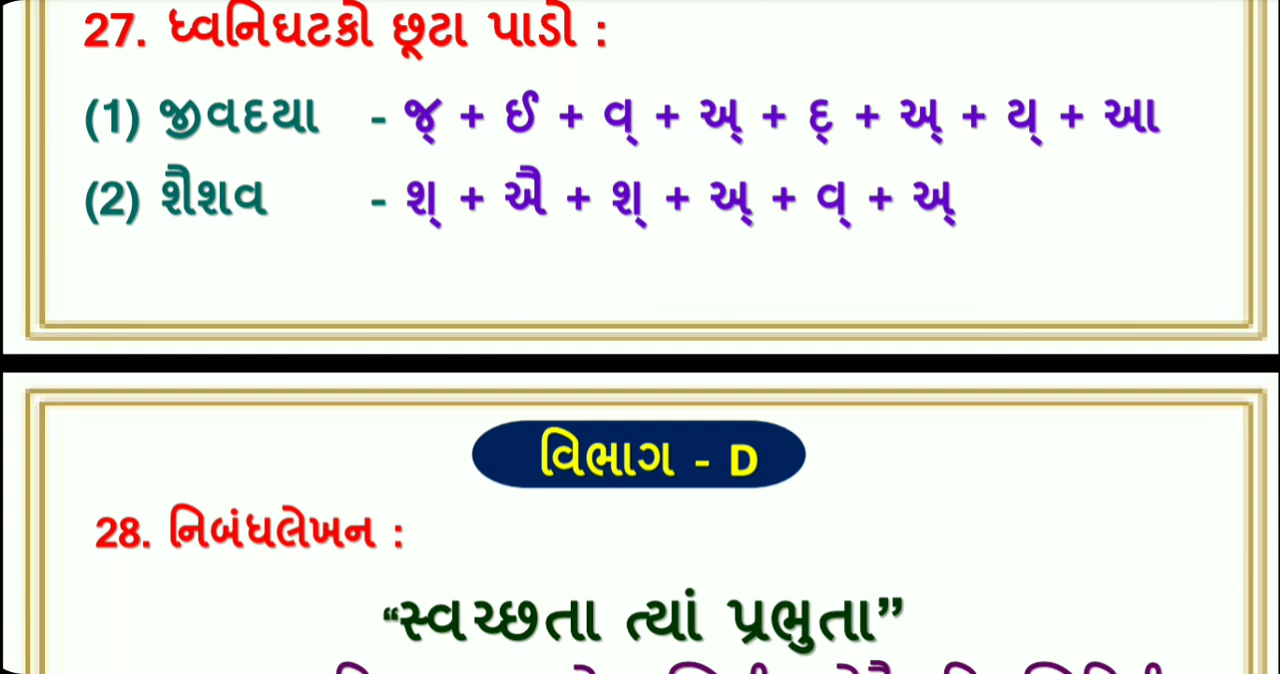 27. ધ્વનિઘટકો છૂટા પાડો :
(1) જીવદયા - જ્ + ઈ + વ્ + અ્ + દ્ + અ્ + ય્ + આ
(2) શૈશવ - શ્ + ઐ + શ્ + અ્ + વ્ + અ્
વિભાગ - D
28. નિબંધલેખન :
“સ્વચ્છતા ત્યાં પ્રભુતા”